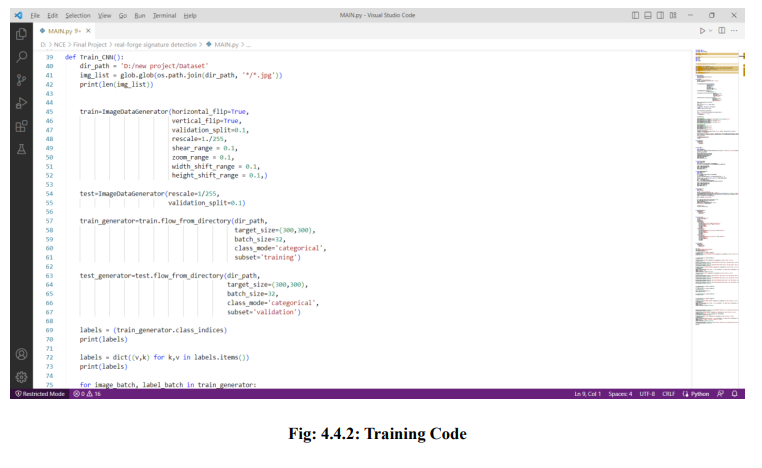 File Edit Selection View Go Run Terminal Help MAIN.py - Visual Studio Code
MAIN.py 9+ ×
D: > NCE > Final Project > real-forge signature detection > MAIN.py > ...
39 def Train_CNN():
40 dir_path = 'D:/new project/Dataset'
41 img_list = glob.glob(os.path.join(dir_path, '*/*.jpg'))
42 print(len(img_list))
43
44
45 train=ImageDataGenerator(horizontal_flip=True,
46 vertical_flip=True,
47 validation_split=0.1,
48 rescale=1./255,
49 shear_range = 0.1,
50 zoom_range = 0.1,
51 width_shift_range = 0.1,
52 height_shift_range = 0.1,)
53
54 test=ImageDataGenerator(rescale=1/255,
55 validation_split=0.1)
56
57 train_generator=train.flow_from_directory(dir_path,
58 target_size=(300,300),
59 batch_size=32,
60 class_mode='categorical',
61 subset='training')
62
63 test_generator=test.flow_from_directory(dir_path,
64 target_size=(300,300),
65 batch_size=32,
66 class_mode='categorical',
67 subset='validation')
68
69 labels = (train_generator.class_indices)
70 print(labels)
71
72 labels = dict((v,k) for k,v in labels.items())
73 print(labels)
74
75 for image_batch, label_batch in train_generator:
Restricted Mode 0 16 Ln 9, Col 1 Spaces: 4 UTF-8 CRLF Python
Fig: 4.4.2: Training Code